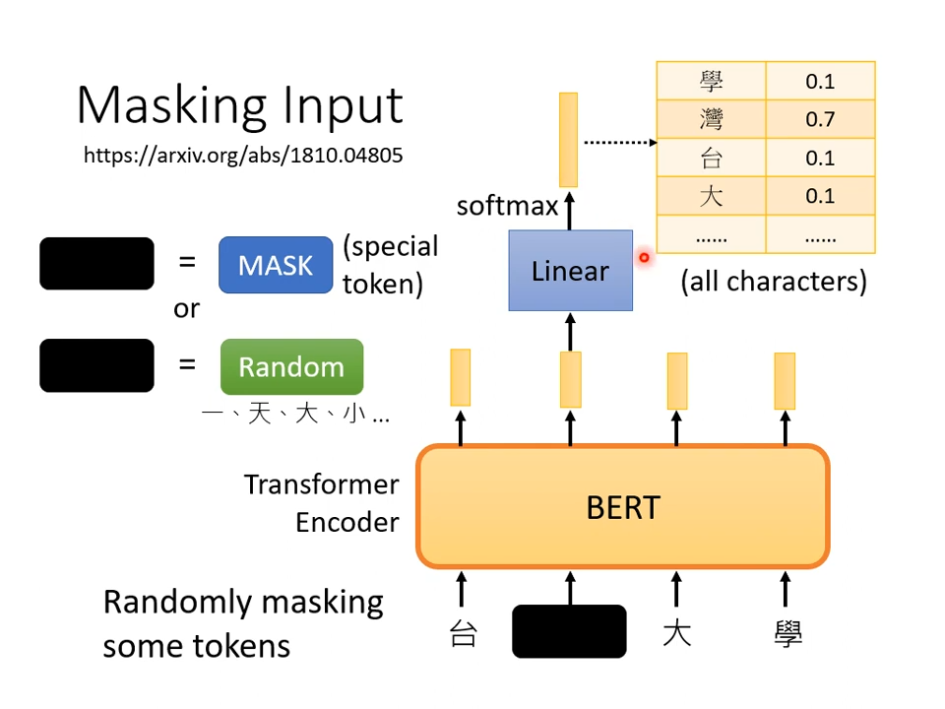 Masking Input
https://arxiv.org/abs/1810.04805
= MASK (special token)
or
= Random
一、天、大、小 ...
Transformer
Encoder
Randomly masking
some tokens
softmax
Linear
BERT
台 大 學
學 0.1
灣 0.7
台 0.1
大 0.1
…… ……
(all characters)